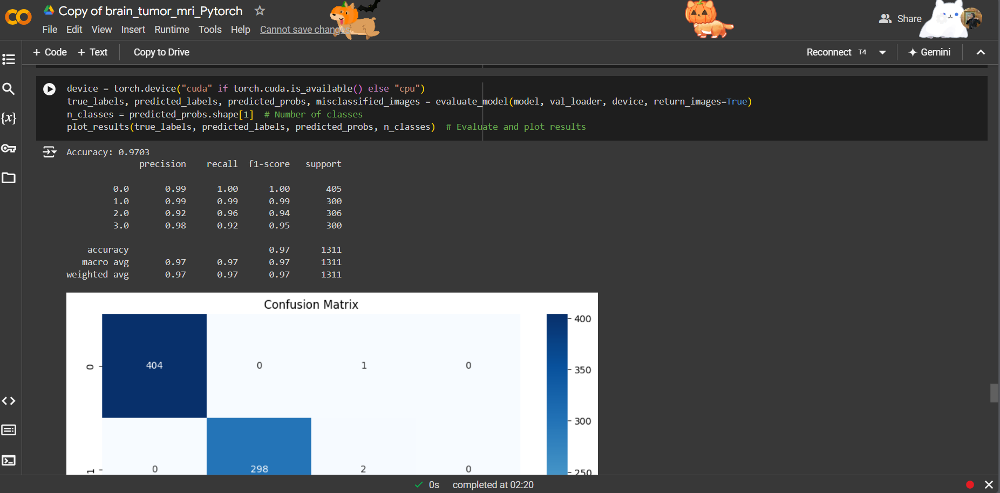 Copy of brain_tumor_mri_Pytorch
File Edit View Insert Runtime Tools Help Cannot save changes
Share
+ Code + Text Copy to Drive
Reconnect T4 Gemini
device = torch.device("cuda" if torch.cuda.is_available() else "cpu")
true_labels, predicted_labels, predicted_probs, misclassified_images = evaluate_model(model, val_loader, device, return_images=True)
n_classes = predicted_probs.shape[1]  # Number of classes
plot_results(true_labels, predicted_labels, predicted_probs, n_classes)  # Evaluate and plot results
Accuracy: 0.9703
precision recall f1-score support
0.0 0.99 1.00 1.00 405
1.0 0.99 0.99 0.99 300
2.0 0.92 0.96 0.94 306
3.0 0.98 0.92 0.95 300
accuracy 0.97 1311
macro avg 0.97 0.97 0.97 1311
weighted avg 0.97 0.97 0.97 1311
Confusion Matrix
400
0 404 0 1 0
350
300
1 0 298 2 0
250
0s completed at 02:20